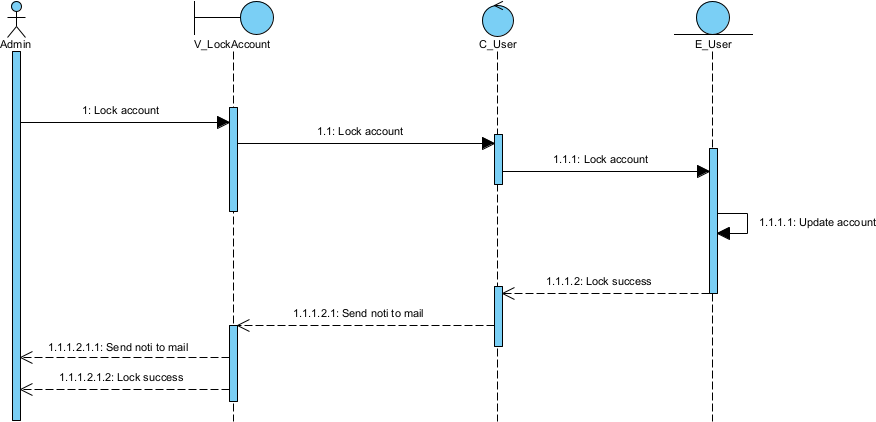 Admin
V_LockAccount
C_User
E_User
1: Lock account
1.1: Lock account
1.1.1: Lock account
1.1.1.1: Update account
1.1.1.2: Lock success
1.1.1.2.1: Send noti to mail
1.1.1.2.1.1: Send noti to mail
1.1.1.2.1.2: Lock success